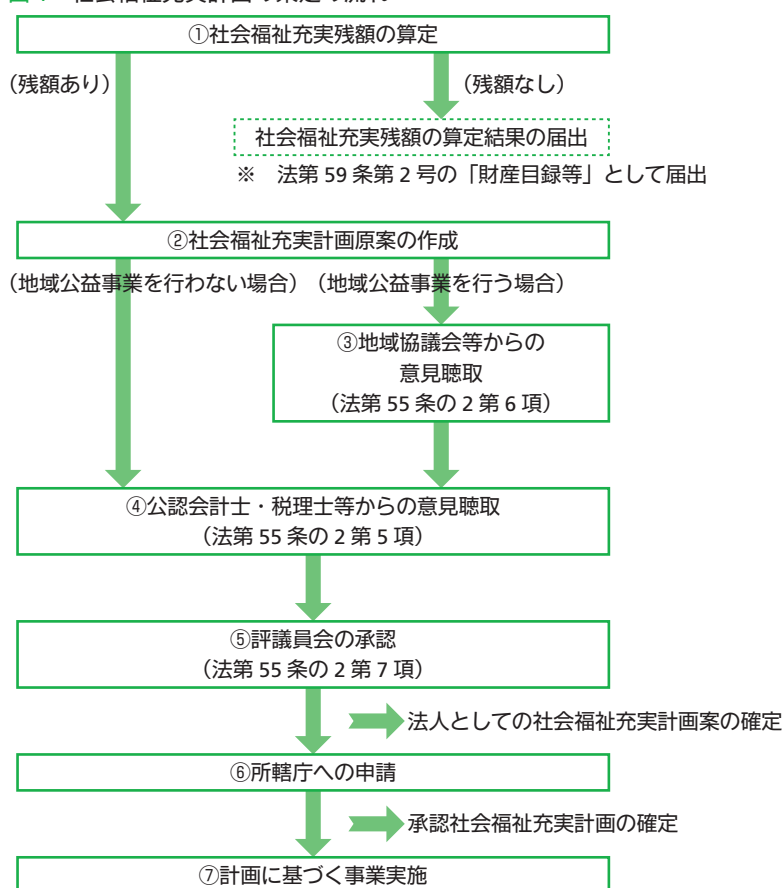 ①社会福祉充実残額の算定
（残額あり）
（残額なし）
社会福祉充実残額の算定結果の届出
※　法第 59 条第 2 号の「財産目録等」として届出
②社会福祉充実計画原案の作成
（地域公益事業を行わない場合）（地域公益事業を行う場合）
③地域協議会等からの
意見聴取
（法第 55 条の 2 第 6 項）
④公認会計士・税理士等からの意見聴取
（法第 55 条の 2 第 5 項）
⑤評議員会の承認
（法第 55 条の 2 第 7 項）
法人としての社会福祉充実計画案の確定
⑥所轄庁への申請
承認社会福祉充実計画の確定
⑦計画に基づく事業実施